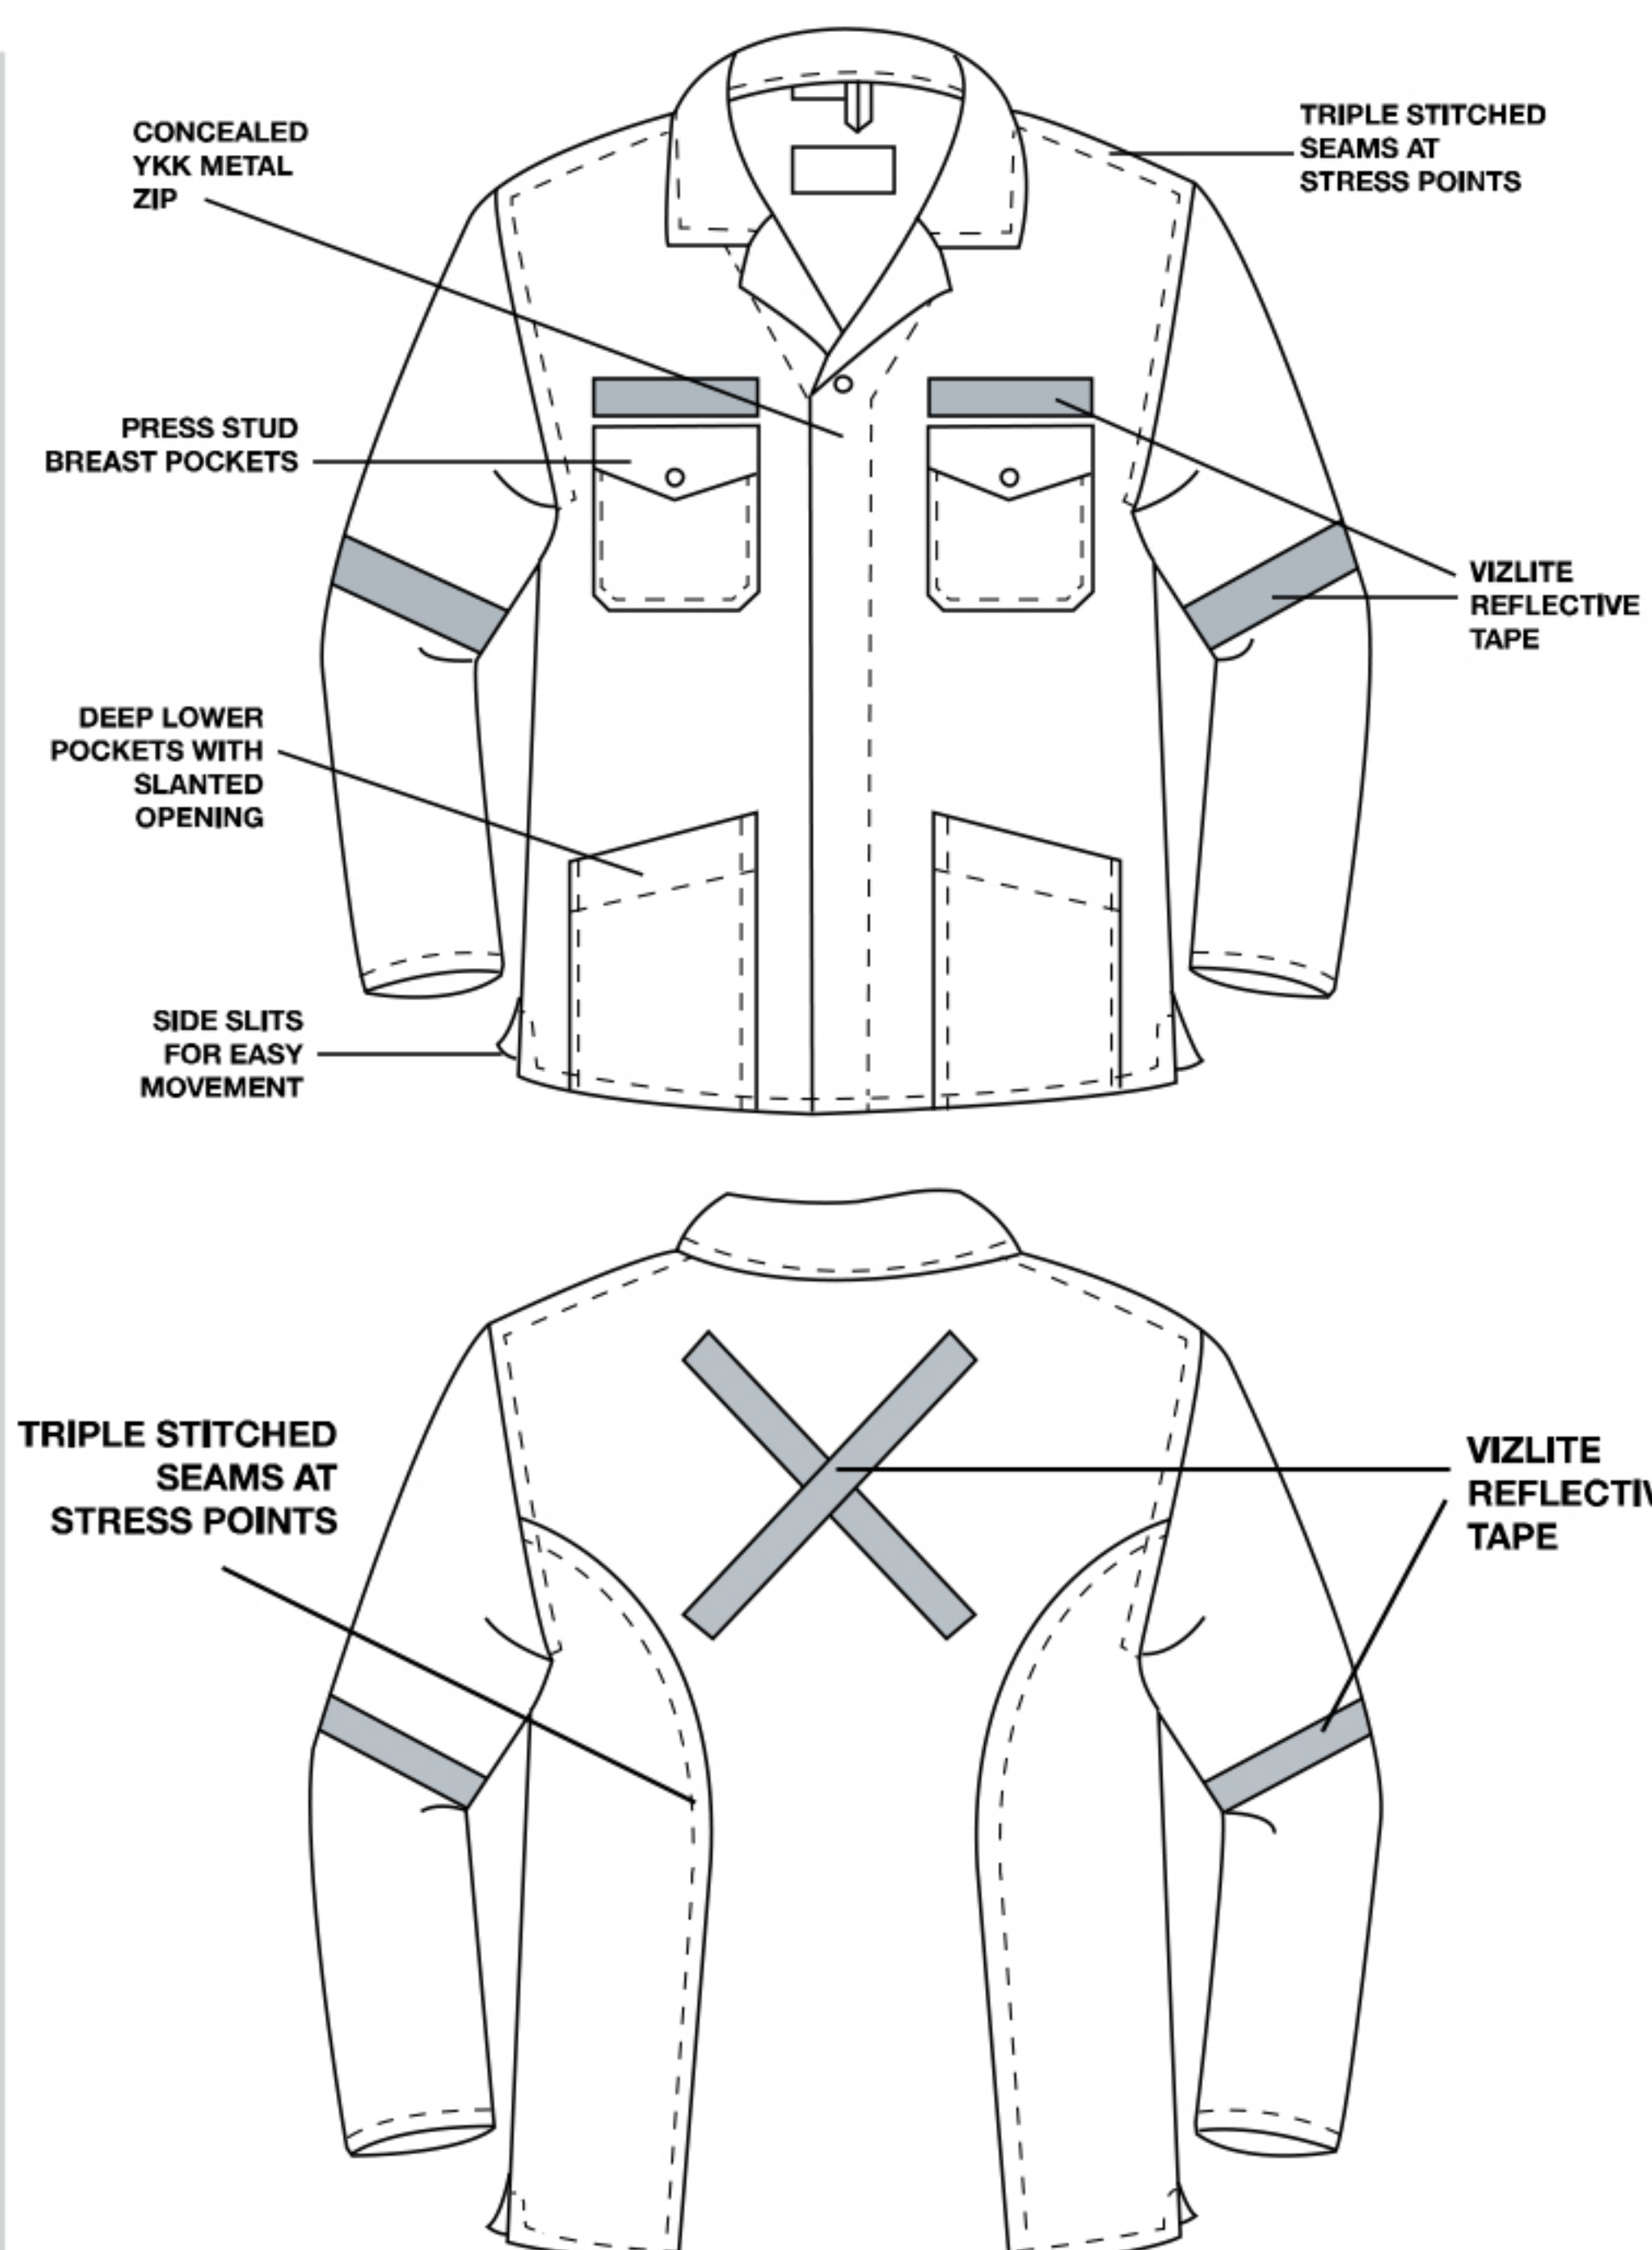 CONCEALED
YKK METAL
ZIP
TRIPLE STITCHED
SEAMS AT
STRESS POINTS
PRESS STUD
BREAST POCKETS
VIZLITE
REFLECTIVE
TAPE
DEEP LOWER
POCKETS WITH
SLANTED
OPENING
SIDE SLITS
FOR EASY
MOVEMENT
TRIPLE STITCHED
SEAMS AT
STRESS POINTS
VIZLITE
REFLECTIV
TAPE